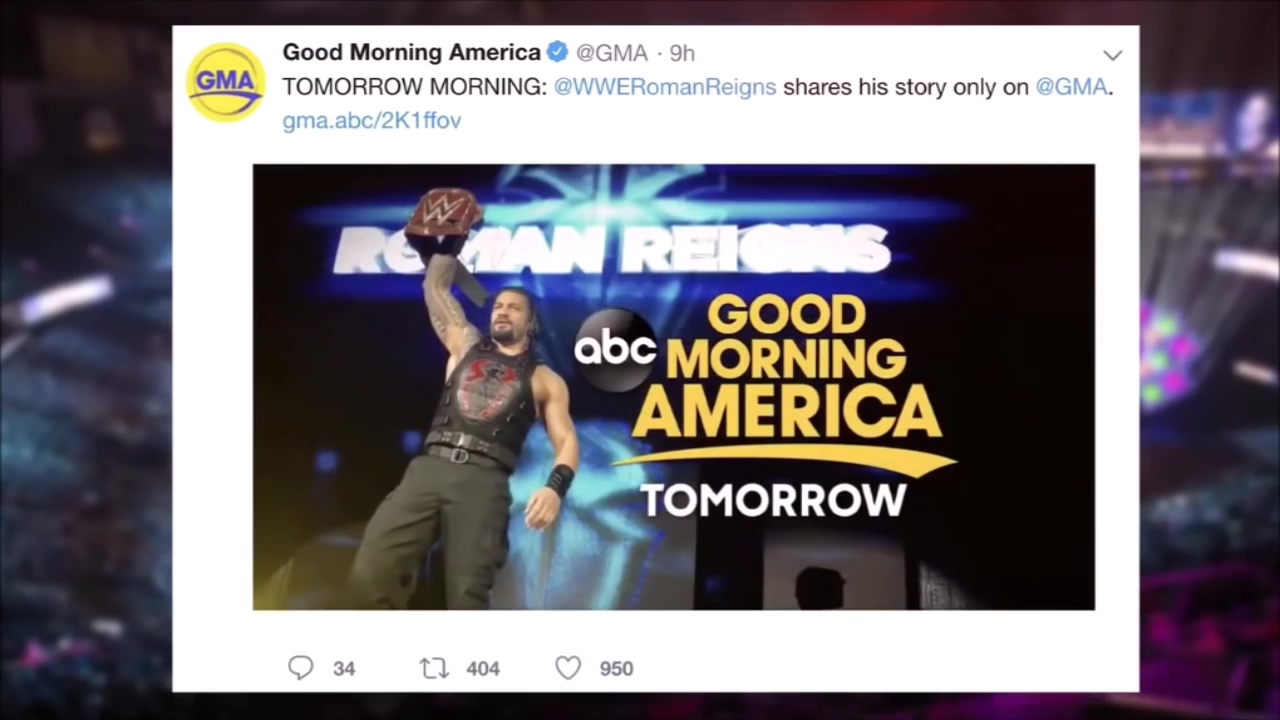 Good Morning America @GMA · 9h
GMA
TOMORROW MORNING: @WWERomanReigns shares his story only on @GMA.
gma.abc/2K1ffov
W
ROMAN REIGNS
abc
GOOD
MORNING
AMERICA
TOMORROW
34 404 950